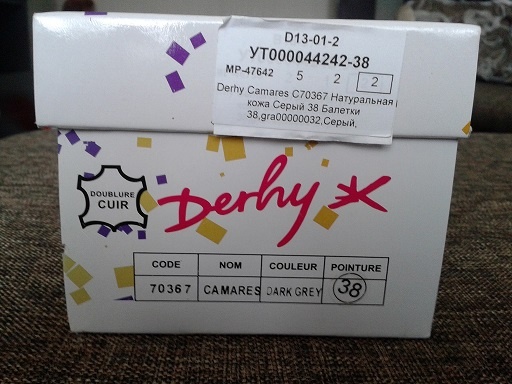 D13-01-2
УТ000044242-38
МР-47642 5 2 2
Derhy Camares C70367 Натуральная
кожа Серый 38 Балетки
38,gra00000032,Серый,
DOUBLURE
CUIR
Derhy
CODE NOM COULEUR POINTURE
70367 CAMARES DARK GREY 38